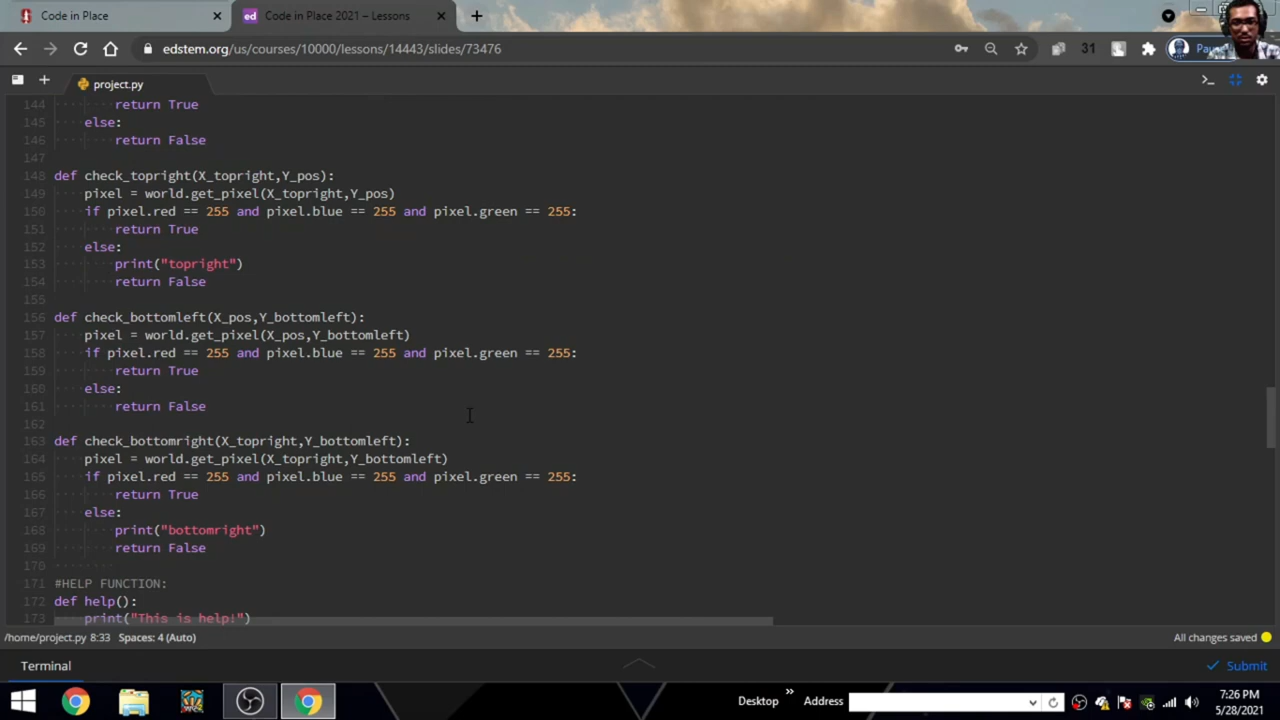 Code in Place
ed Code in Place 2021 – Lessons
edstem.org/us/courses/10000/lessons/14443/slides/73476
31
project.py
144 return True
145 else:
146 return False
147
148 def check_topright(X_topright,Y_pos):
149 pixel = world.get_pixel(X_topright,Y_pos)
150 if pixel.red == 255 and pixel.blue == 255 and pixel.green == 255:
151 return True
152 else:
153 print("topright")
154 return False
155
156 def check_bottomleft(X_pos,Y_bottomleft):
157 pixel = world.get_pixel(X_pos,Y_bottomleft)
158 if pixel.red == 255 and pixel.blue == 255 and pixel.green == 255:
159 return True
160 else:
161 return False
162
163 def check_bottomright(X_topright,Y_bottomleft):
164 pixel = world.get_pixel(X_topright,Y_bottomleft)
165 if pixel.red == 255 and pixel.blue == 255 and pixel.green == 255:
166 return True
167 else:
168 print("bottomright")
169 return False
170
171 #HELP FUNCTION:
172 def help():
173 print("This is help!")
/home/project.py 8:33 Spaces: 4 (Auto) All changes saved
Terminal Submit
Desktop » Address 7:26 PM
5/28/2021